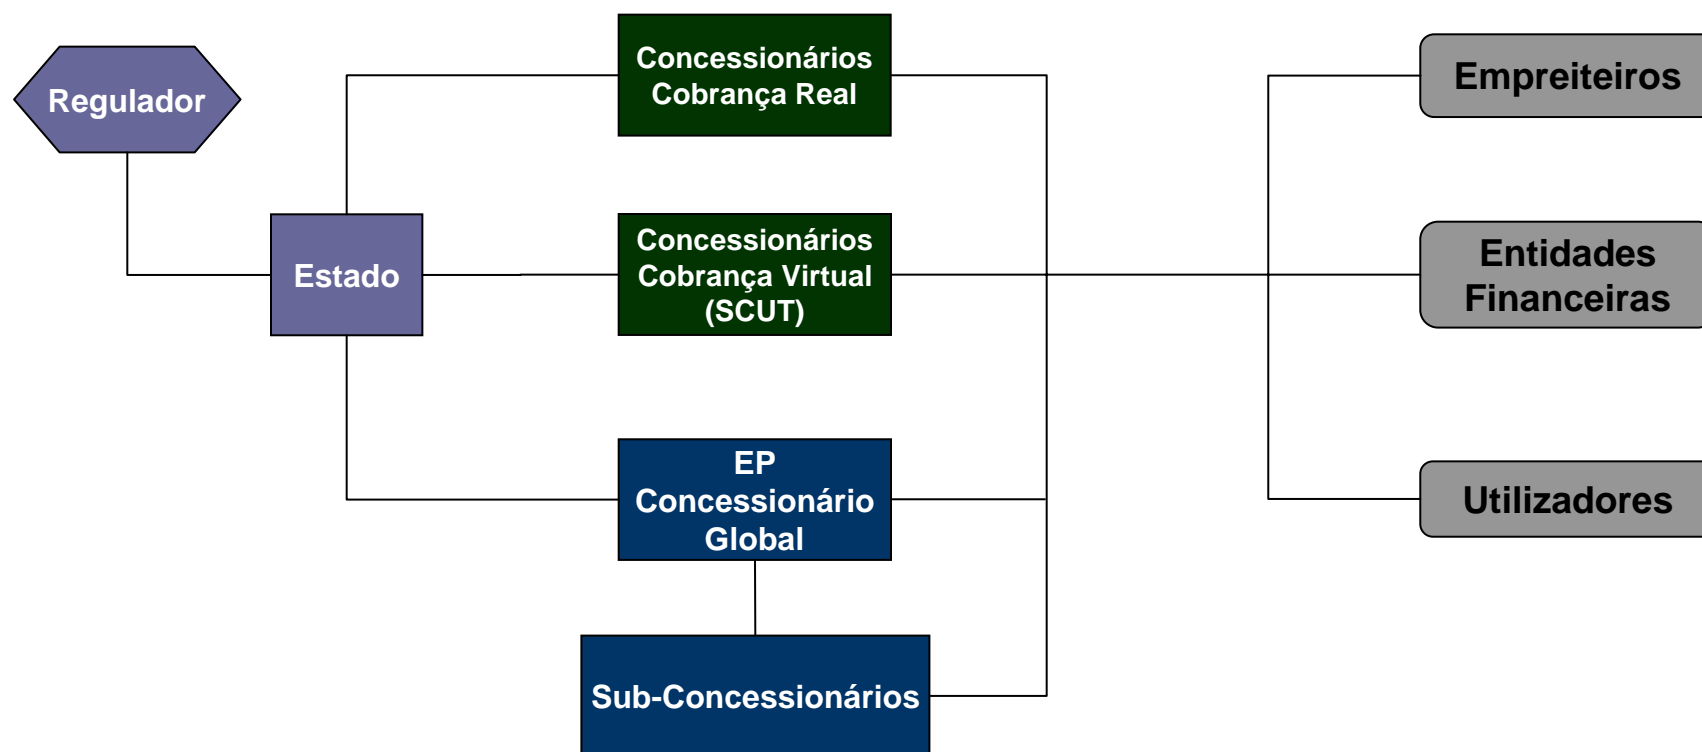 Regulador
Estado
Concessionários
Cobrança Real
Concessionários
Cobrança Virtual
(SCUT)
EP
Concessionário
Global
Sub-Concessionários
Empreiteiros
Entidades
Financeiras
Utilizadores